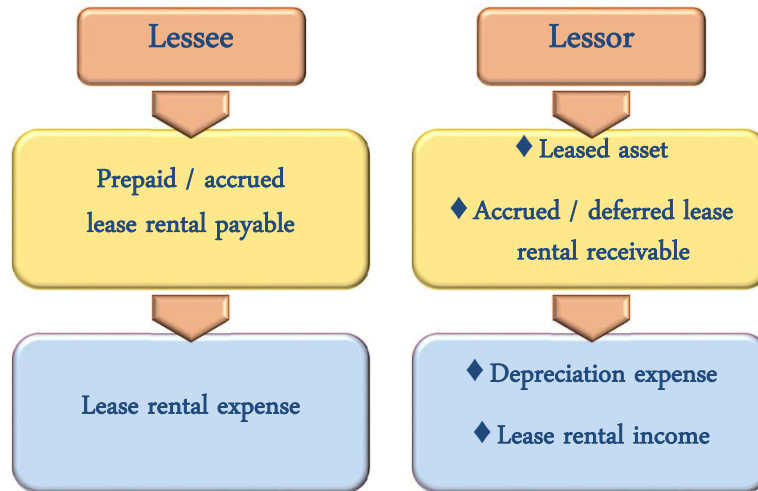 Lessee
Prepaid / accrued
lease rental payable
Lease rental expense
Lessor
♦ Leased asset
♦ Accrued / deferred lease
rental receivable
♦ Depreciation expense
♦ Lease rental income